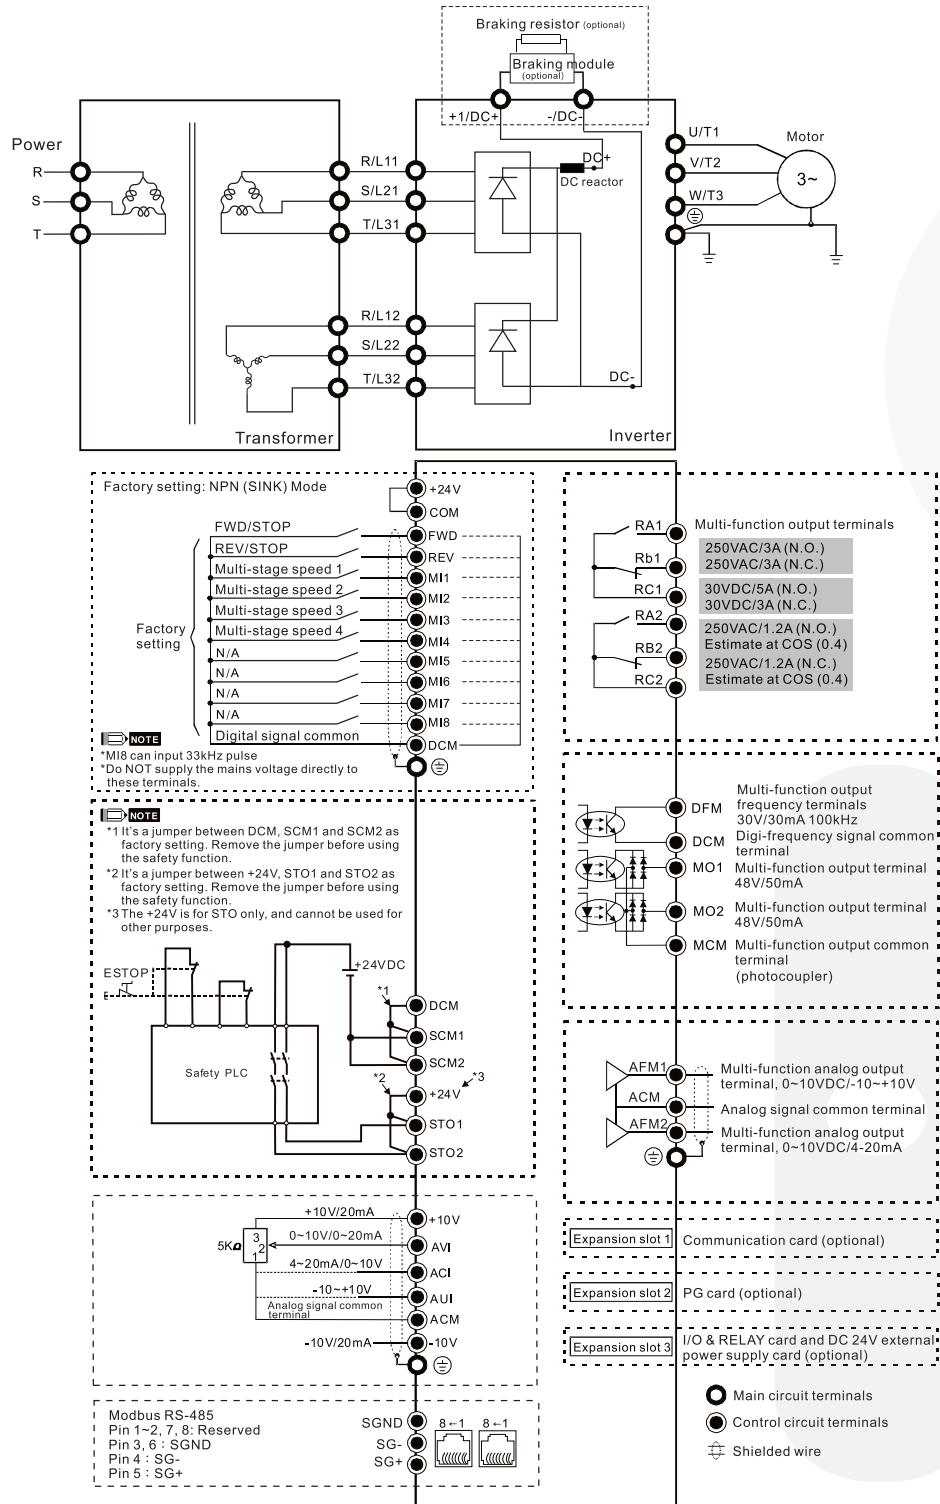 Braking resistor (optional)
Braking module
(optional)
+1/DC+
-/DC-
Power
R
S
T
R/L11
S/L21
T/L31
R/L12
S/L22
T/L32
DC+
DC reactor
DC-
U/T1
V/T2
W/T3
Motor
3~
Transformer
Inverter
Factory setting: NPN (SINK) Mode
+24V
COM
FWD/STOP
FWD
REV/STOP
REV
Multi-stage speed 1
MI1
Multi-stage speed 2
MI2
Multi-stage speed 3
MI3
Multi-stage speed 4
MI4
Factory
setting
N/A
MI5
N/A
MI6
N/A
MI7
N/A
MI8
Digital signal common
DCM
NOTE
*MI8 can input 33kHz pulse
*Do NOT supply the mains voltage directly to
these terminals.
NOTE
*1 It's a jumper between DCM, SCM1 and SCM2 as
factory setting. Remove the jumper before using
the safety function.
*2 It's a jumper between +24V, STO1 and STO2 as
factory setting. Remove the jumper before using
the safety function.
*3 The +24V is for STO only, and cannot be used for
other purposes.
ESTOP
+24VDC
Safety PLC
*1
DCM
SCM1
SCM2
*2
*3
+24V
STO1
STO2
+10V/20mA
+10V
5KΩ
3
2
1
0~10V/0~20mA
AVI
4~20mA/0~10V
ACI
-10~+10V
AUI
Analog signal common
terminal
ACM
-10V/20mA
-10V
Modbus RS-485
Pin 1~2, 7, 8: Reserved
Pin 3, 6 : SGND
Pin 4 : SG-
Pin 5 : SG+
SGND
SG-
SG+
8←1
8←1
RA1
Rb1
RC1
RA2
RB2
RC2
Multi-function output terminals
250VAC/3A (N.O.)
250VAC/3A (N.C.)
30VDC/5A (N.O.)
30VDC/3A (N.C.)
250VAC/1.2A (N.O.)
Estimate at COS (0.4)
250VAC/1.2A (N.C.)
Estimate at COS (0.4)
DFM
Multi-function output
frequency terminals
30V/30mA 100kHz
DCM
Digi-frequency signal common
terminal
MO1
Multi-function output terminal
48V/50mA
MO2
Multi-function output terminal
48V/50mA
MCM
Multi-function output common
terminal
(photocoupler)
AFM1
Multi-function analog output
terminal, 0~10VDC/-10~+10V
ACM
Analog signal common terminal
AFM2
Multi-function analog output
terminal, 0~10VDC/4-20mA
Expansion slot 1
Communication card (optional)
Expansion slot 2
PG card (optional)
Expansion slot 3
I/O & RELAY card and DC 24V external
power supply card (optional)
Main circuit terminals
Control circuit terminals
Shielded wire